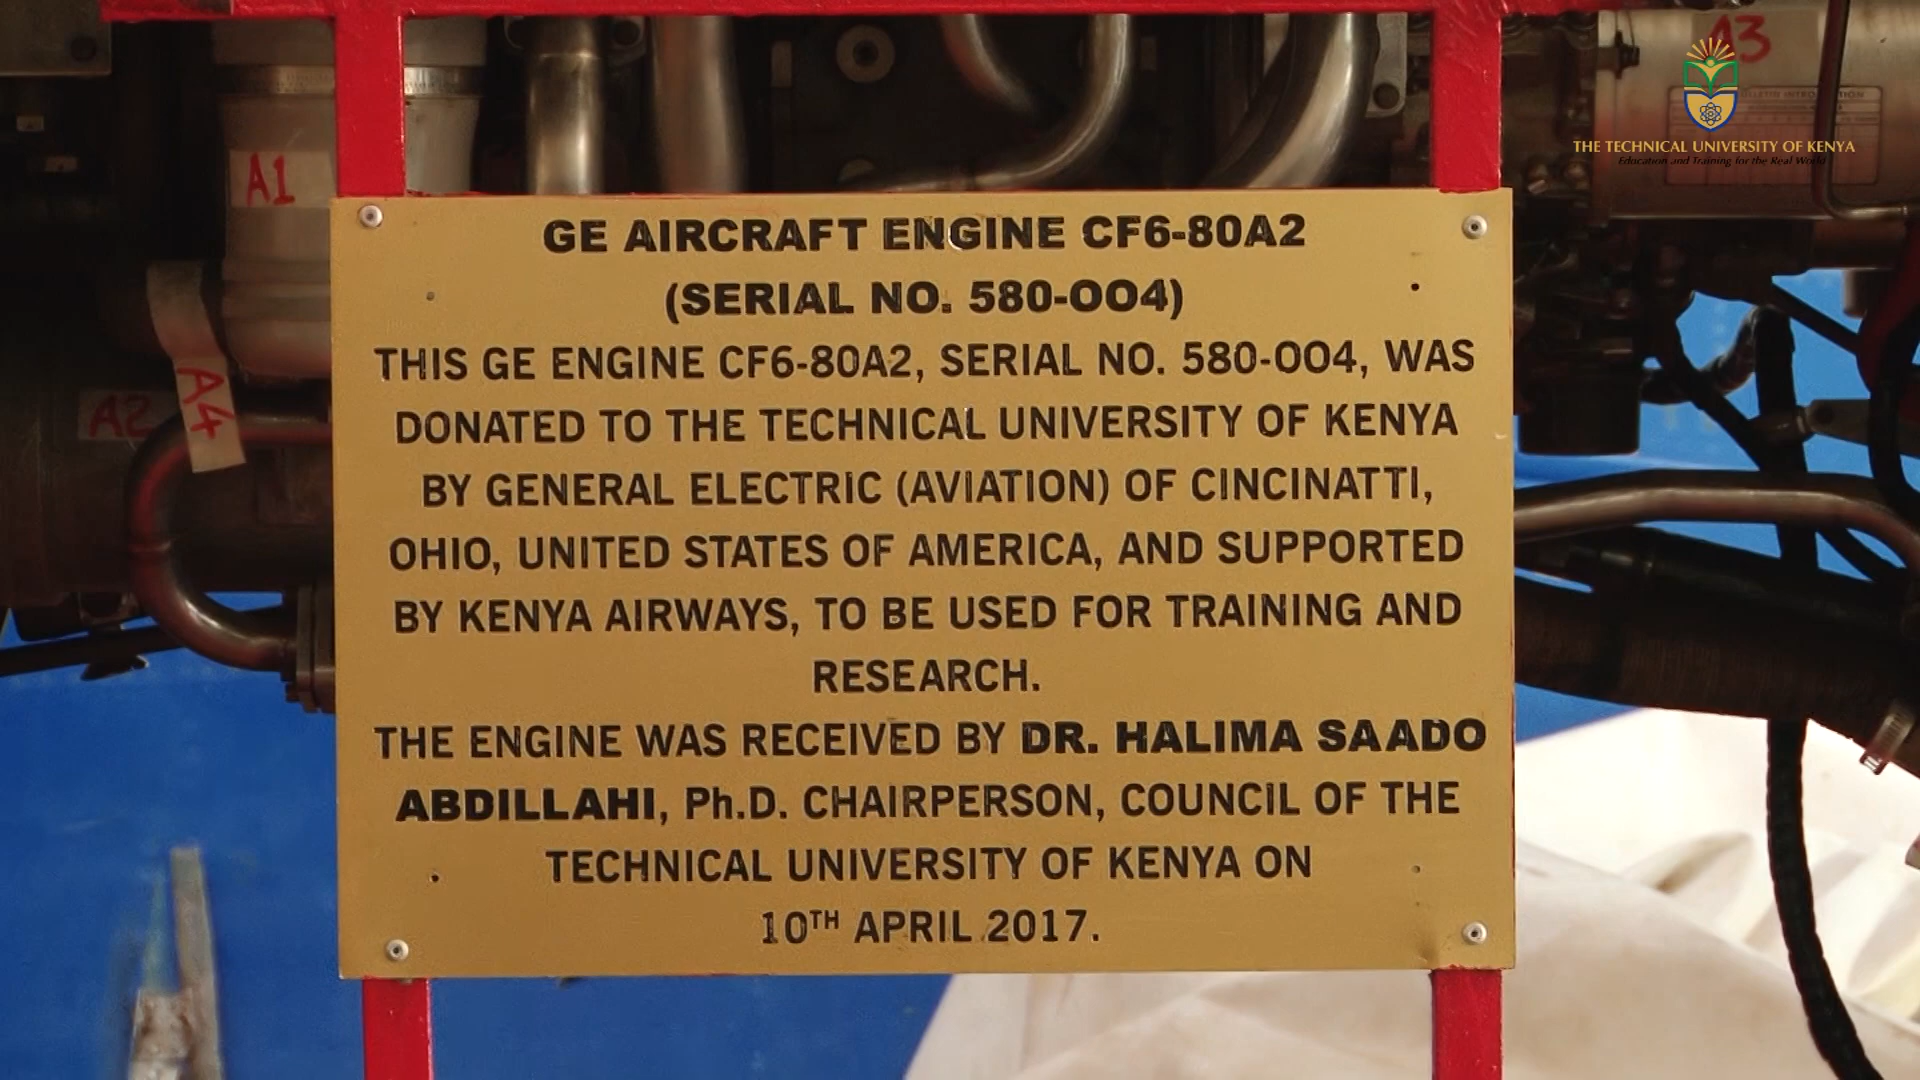 A3
THE TECHNICAL UNIVERSITY OF KENYA
Education and Training for the Real World
A1
A2
A4
GE AIRCRAFT ENGINE CF6-80A2
(SERIAL NO. 580-OO4)
THIS GE ENGINE CF6-80A2, SERIAL NO. 580-OO4, WAS
DONATED TO THE TECHNICAL UNIVERSITY OF KENYA
BY GENERAL ELECTRIC (AVIATION) OF CINCINATTI,
OHIO, UNITED STATES OF AMERICA, AND SUPPORTED
BY KENYA AIRWAYS, TO BE USED FOR TRAINING AND
RESEARCH.
THE ENGINE WAS RECEIVED BY DR. HALIMA SAADO
ABDILLAHI, Ph.D. CHAIRPERSON, COUNCIL OF THE
TECHNICAL UNIVERSITY OF KENYA ON
10TH APRIL 2017.